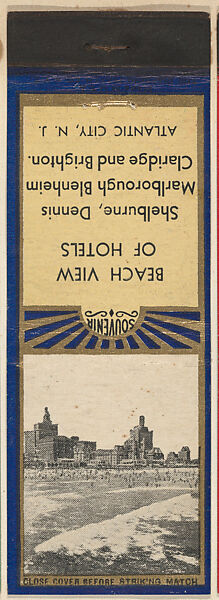 SOUVENIR
BEACH VIEW
OF HOTELS
Shelburne, Dennis
Marlborough Blenheim
Claridge and Brighton.
ATLANTIC CITY, N. J.
CLOSE COVER BEFORE STRIKING MATCH